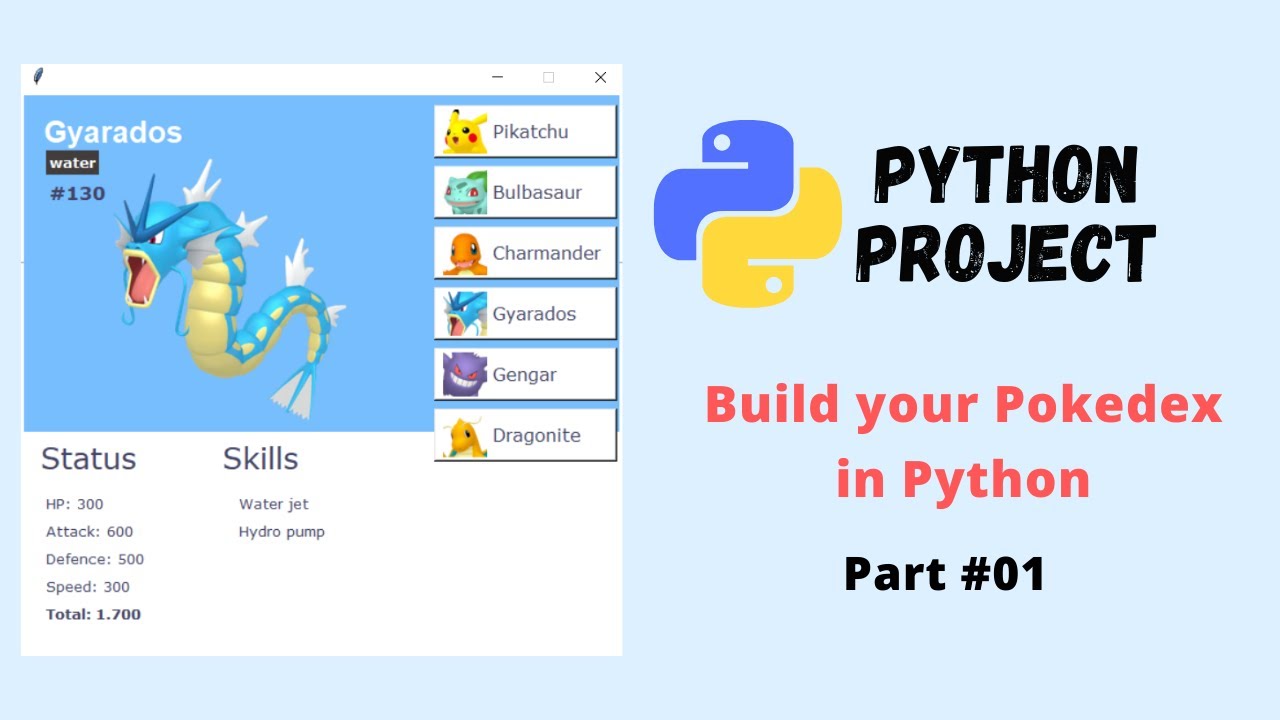 Gyarados
water
#130
Pikatchu
Bulbasaur
Charmander
Gyarados
Gengar
Dragonite
Status
HP: 300
Attack: 600
Defence: 500
Speed: 300
Total: 1.700
Skills
Water jet
Hydro pump
PYTHON
PROJECT
Build your Pokedex
in Python
Part #01